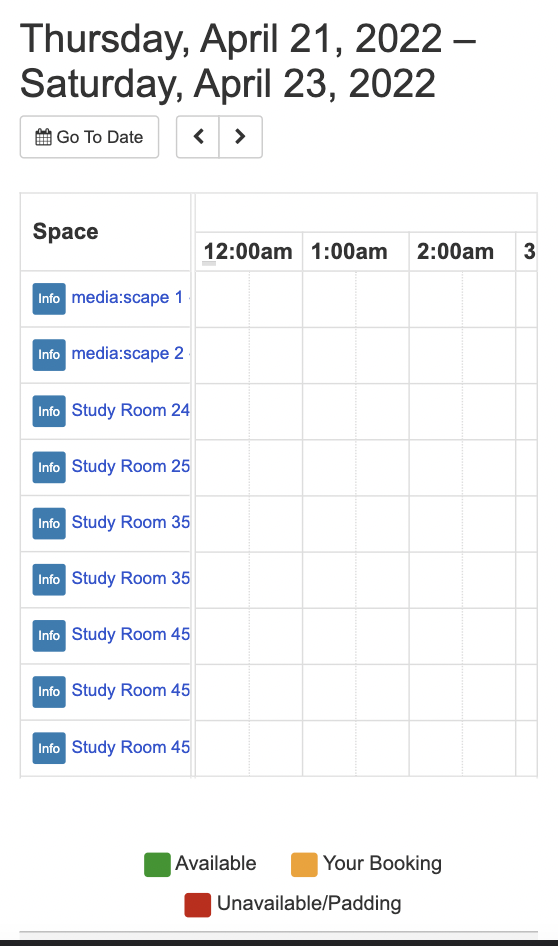 Thursday, April 21, 2022 –
Saturday, April 23, 2022
Go To Date
Space
12:00am 1:00am 2:00am 3
Info media:scape 1
Info media:scape 2
Info Study Room 24
Info Study Room 25
Info Study Room 35
Info Study Room 35
Info Study Room 45
Info Study Room 45
Info Study Room 45
Available Your Booking
Unavailable/Padding